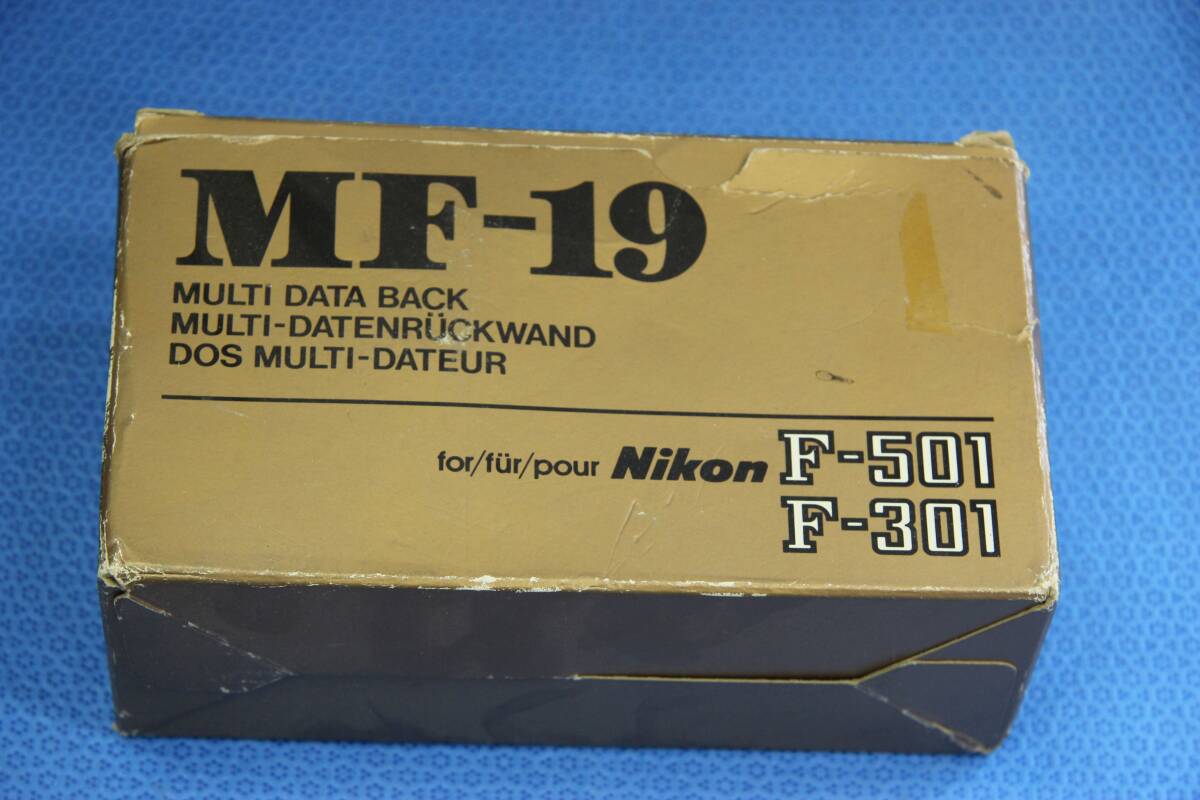 MF-19
MULTI DATA BACK
MULTI-DATENRÜCKWAND
DOS MULTI-DATEUR
for/für/pour Nikon F-501
F-301